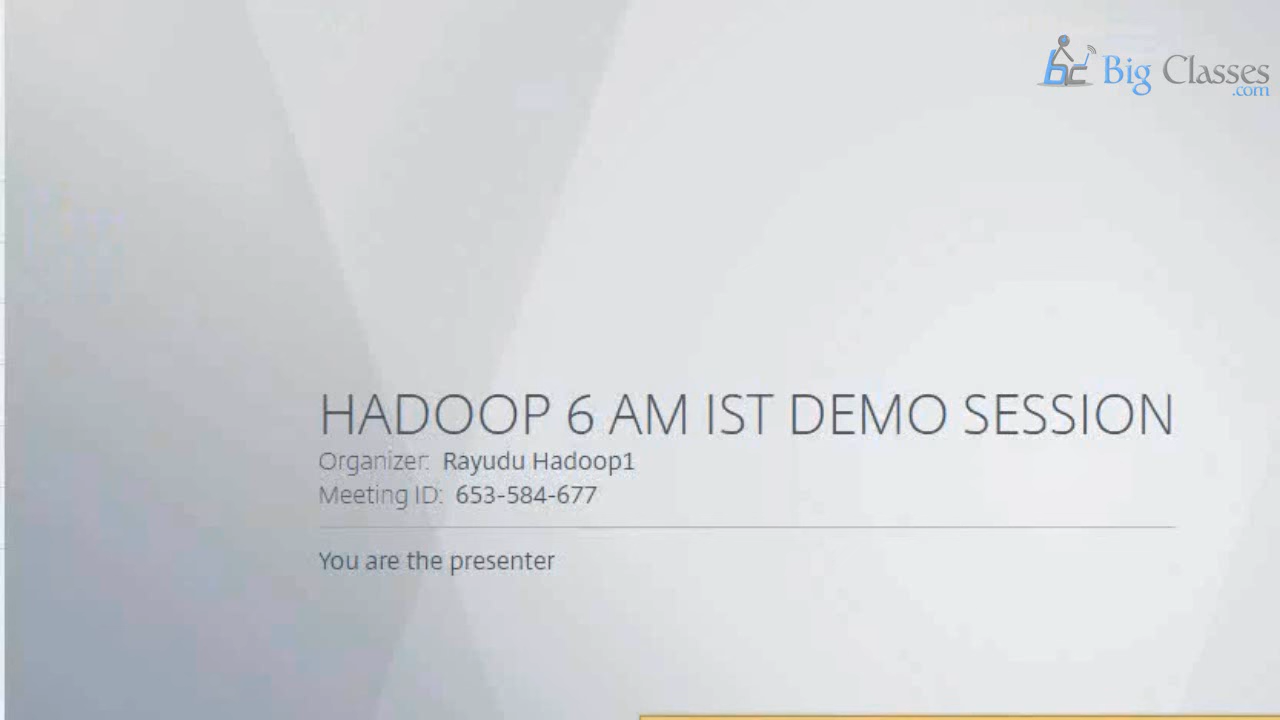 bc Big Classes
.com
HADOOP 6 AM IST DEMO SESSION
Organizer: Rayudu Hadoop1
Meeting ID: 653-584-677
You are the presenter